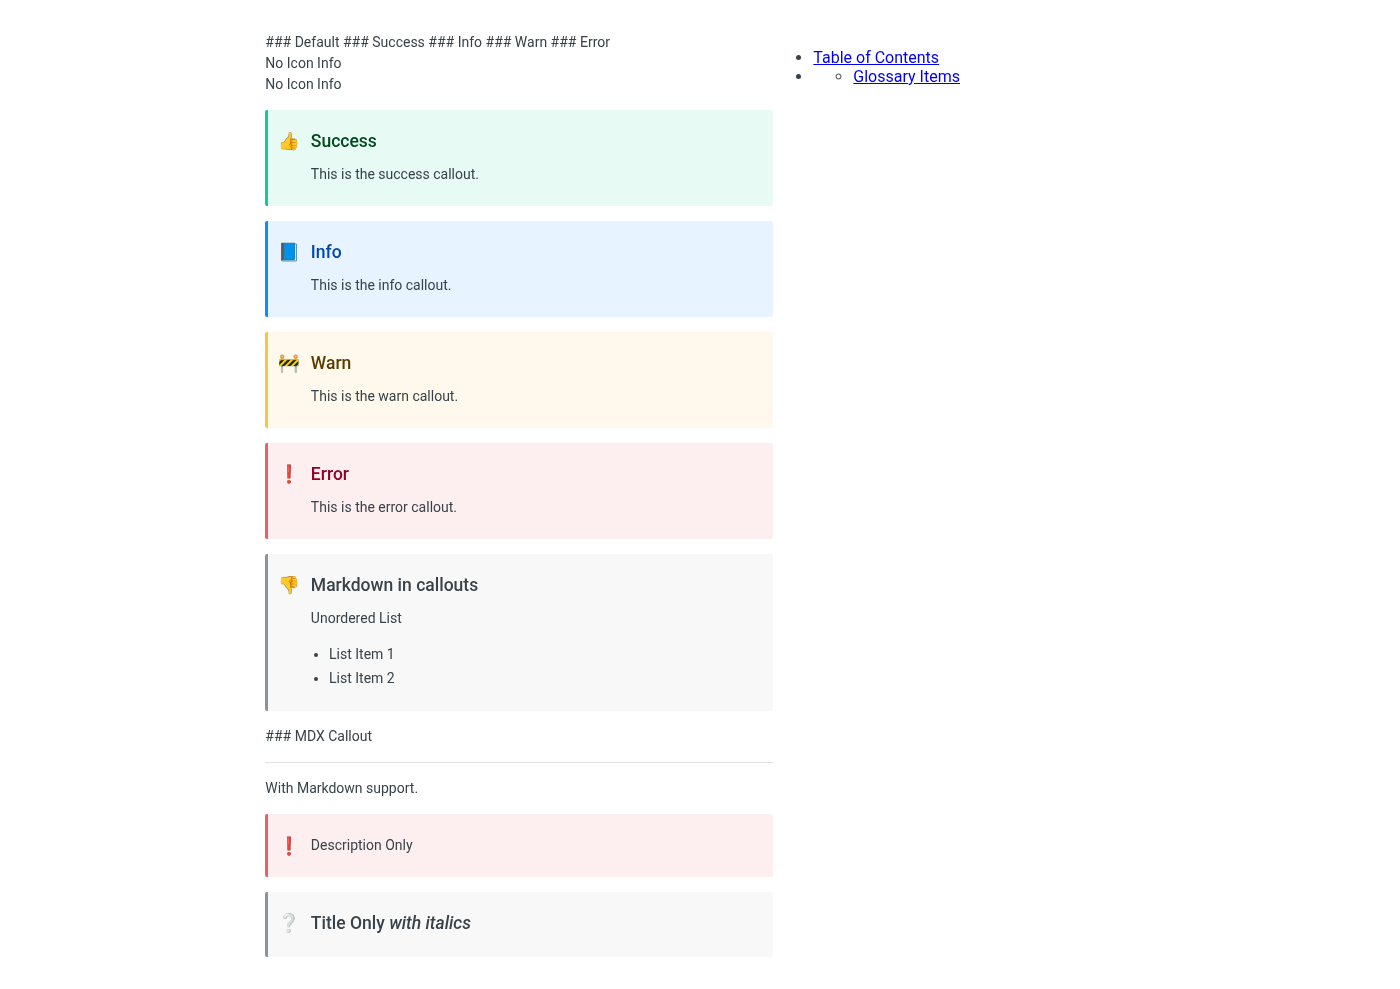 ### Default ### Success ### Info ### Warn ### Error
No Icon Info
No Icon Info
👍 Success
This is the success callout.
📘 Info
This is the info callout.
🚧 Warn
This is the warn callout.
❗ Error
This is the error callout.
👎 Markdown in callouts
Unordered List
• List Item 1
• List Item 2
### MDX Callout
With Markdown support.
❗ Description Only
❔ Title Only with italics
• Table of Contents
• ◦ Glossary Items